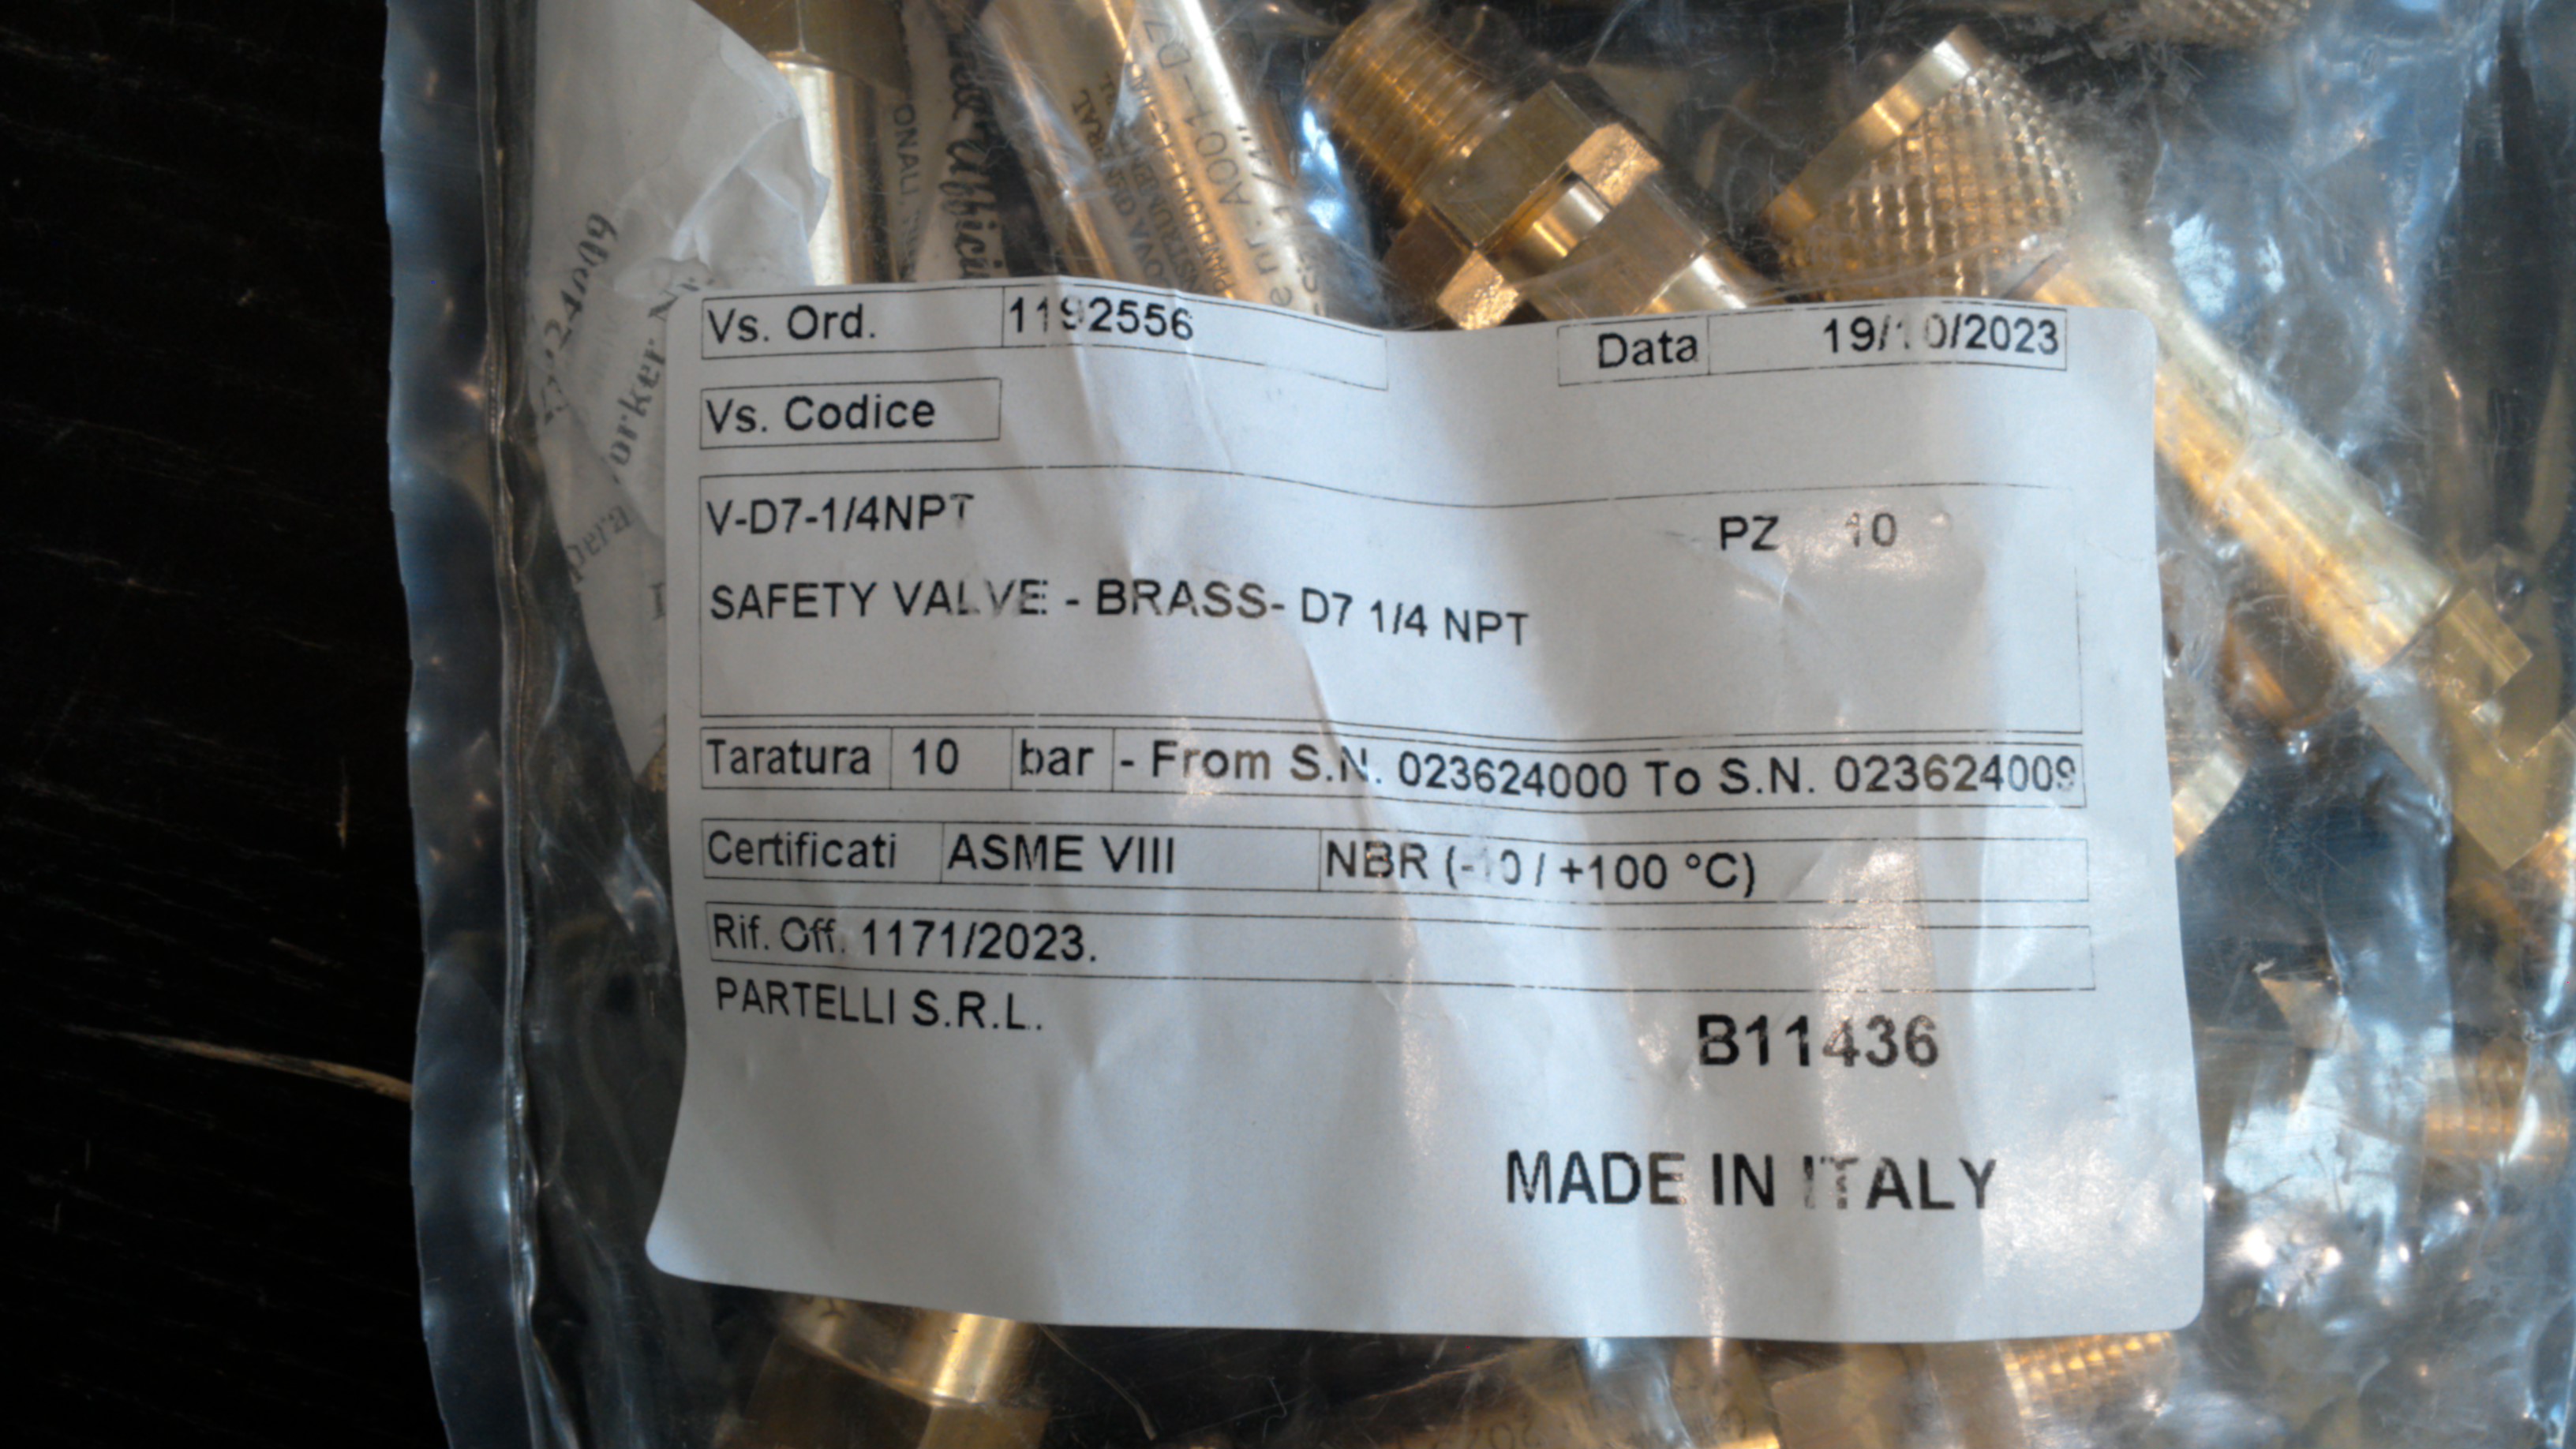 Vs. Ord. 1192556 Data 19/10/2023
Vs. Codice
V-D7-1/4NPT PZ 10
SAFETY VALVE - BRASS- D7 1/4 NPT
Taratura 10 bar - From S.N. 023624000 To S.N. 023624009
Certificati ASME VIII NBR (-10 / +100 °C)
Rif. Off. 1171/2023.
PARTELLI S.R.L.
B11436
MADE IN ITALY